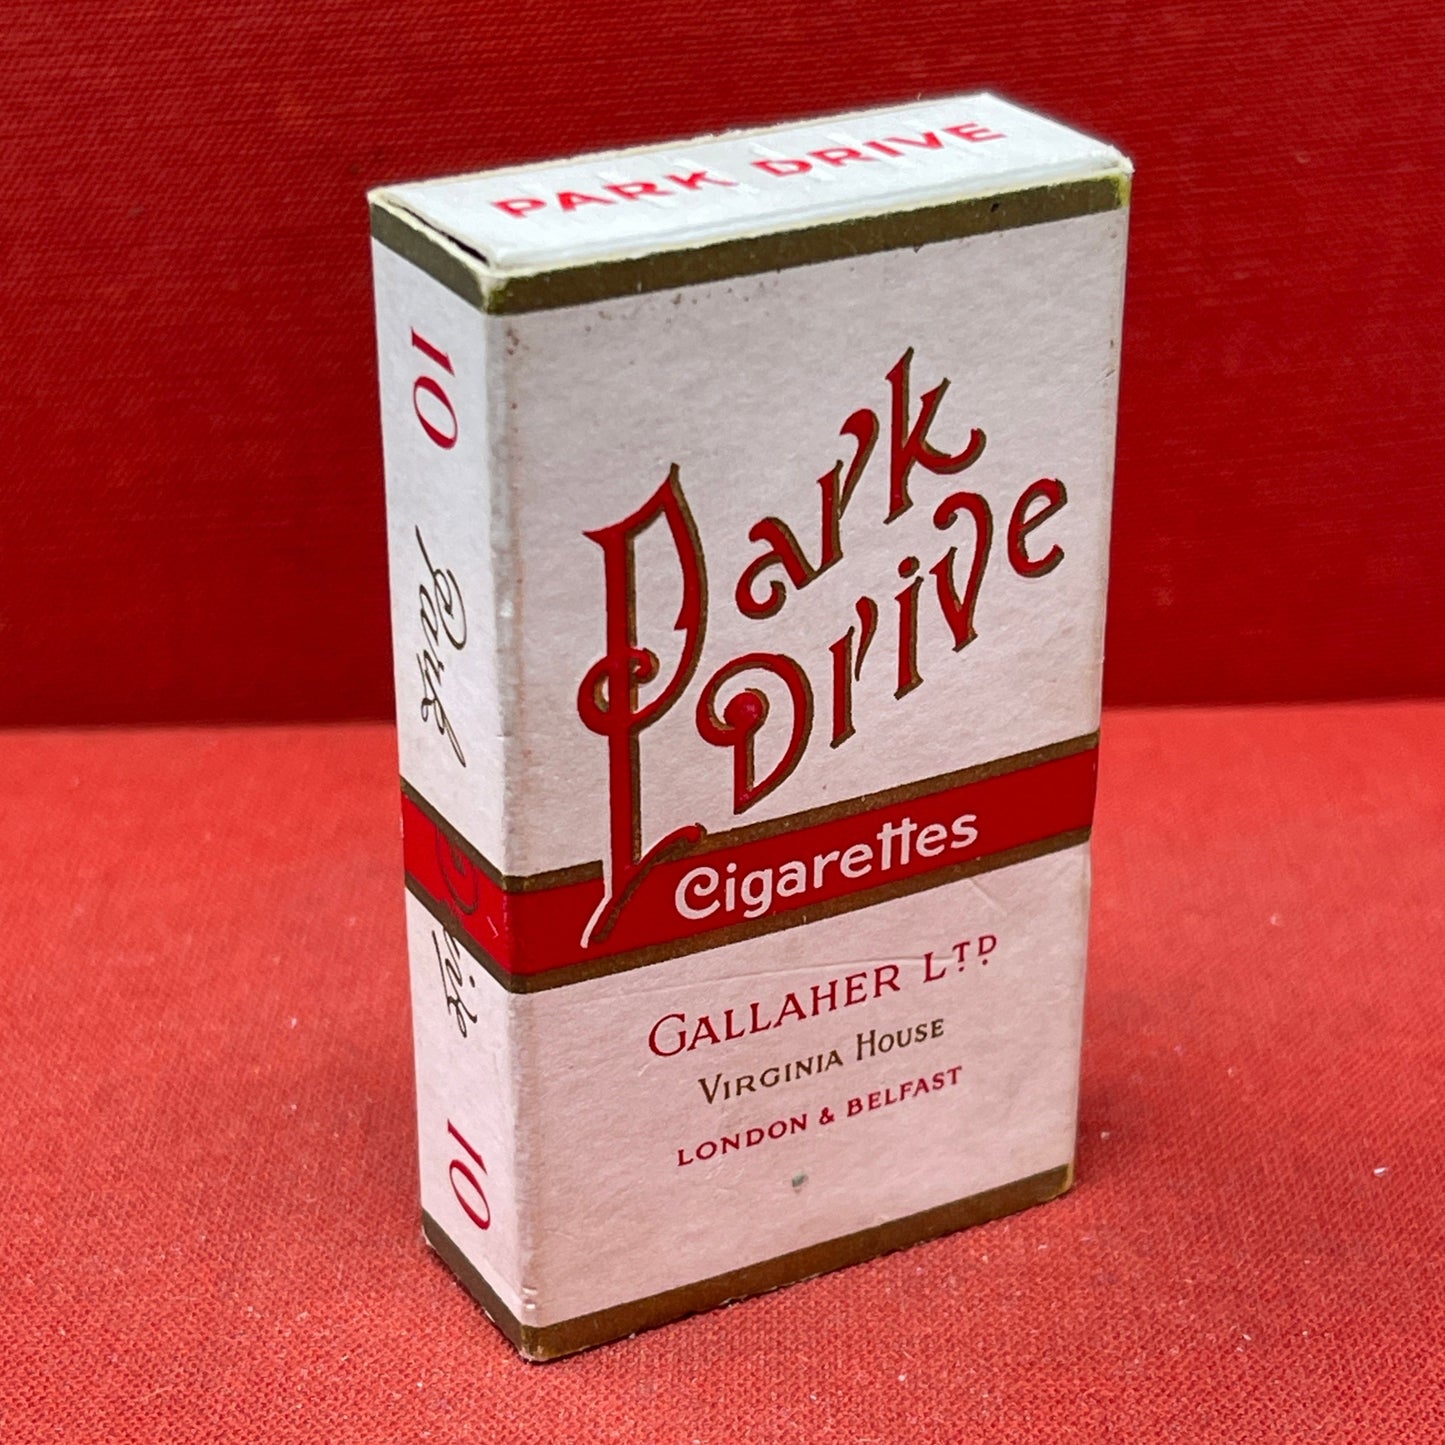 PARK DRIVE
Park
Drive
Cigarettes
GALLAHER LTD
VIRGINIA HOUSE
LONDON & BELFAST
10
Park Drive
10